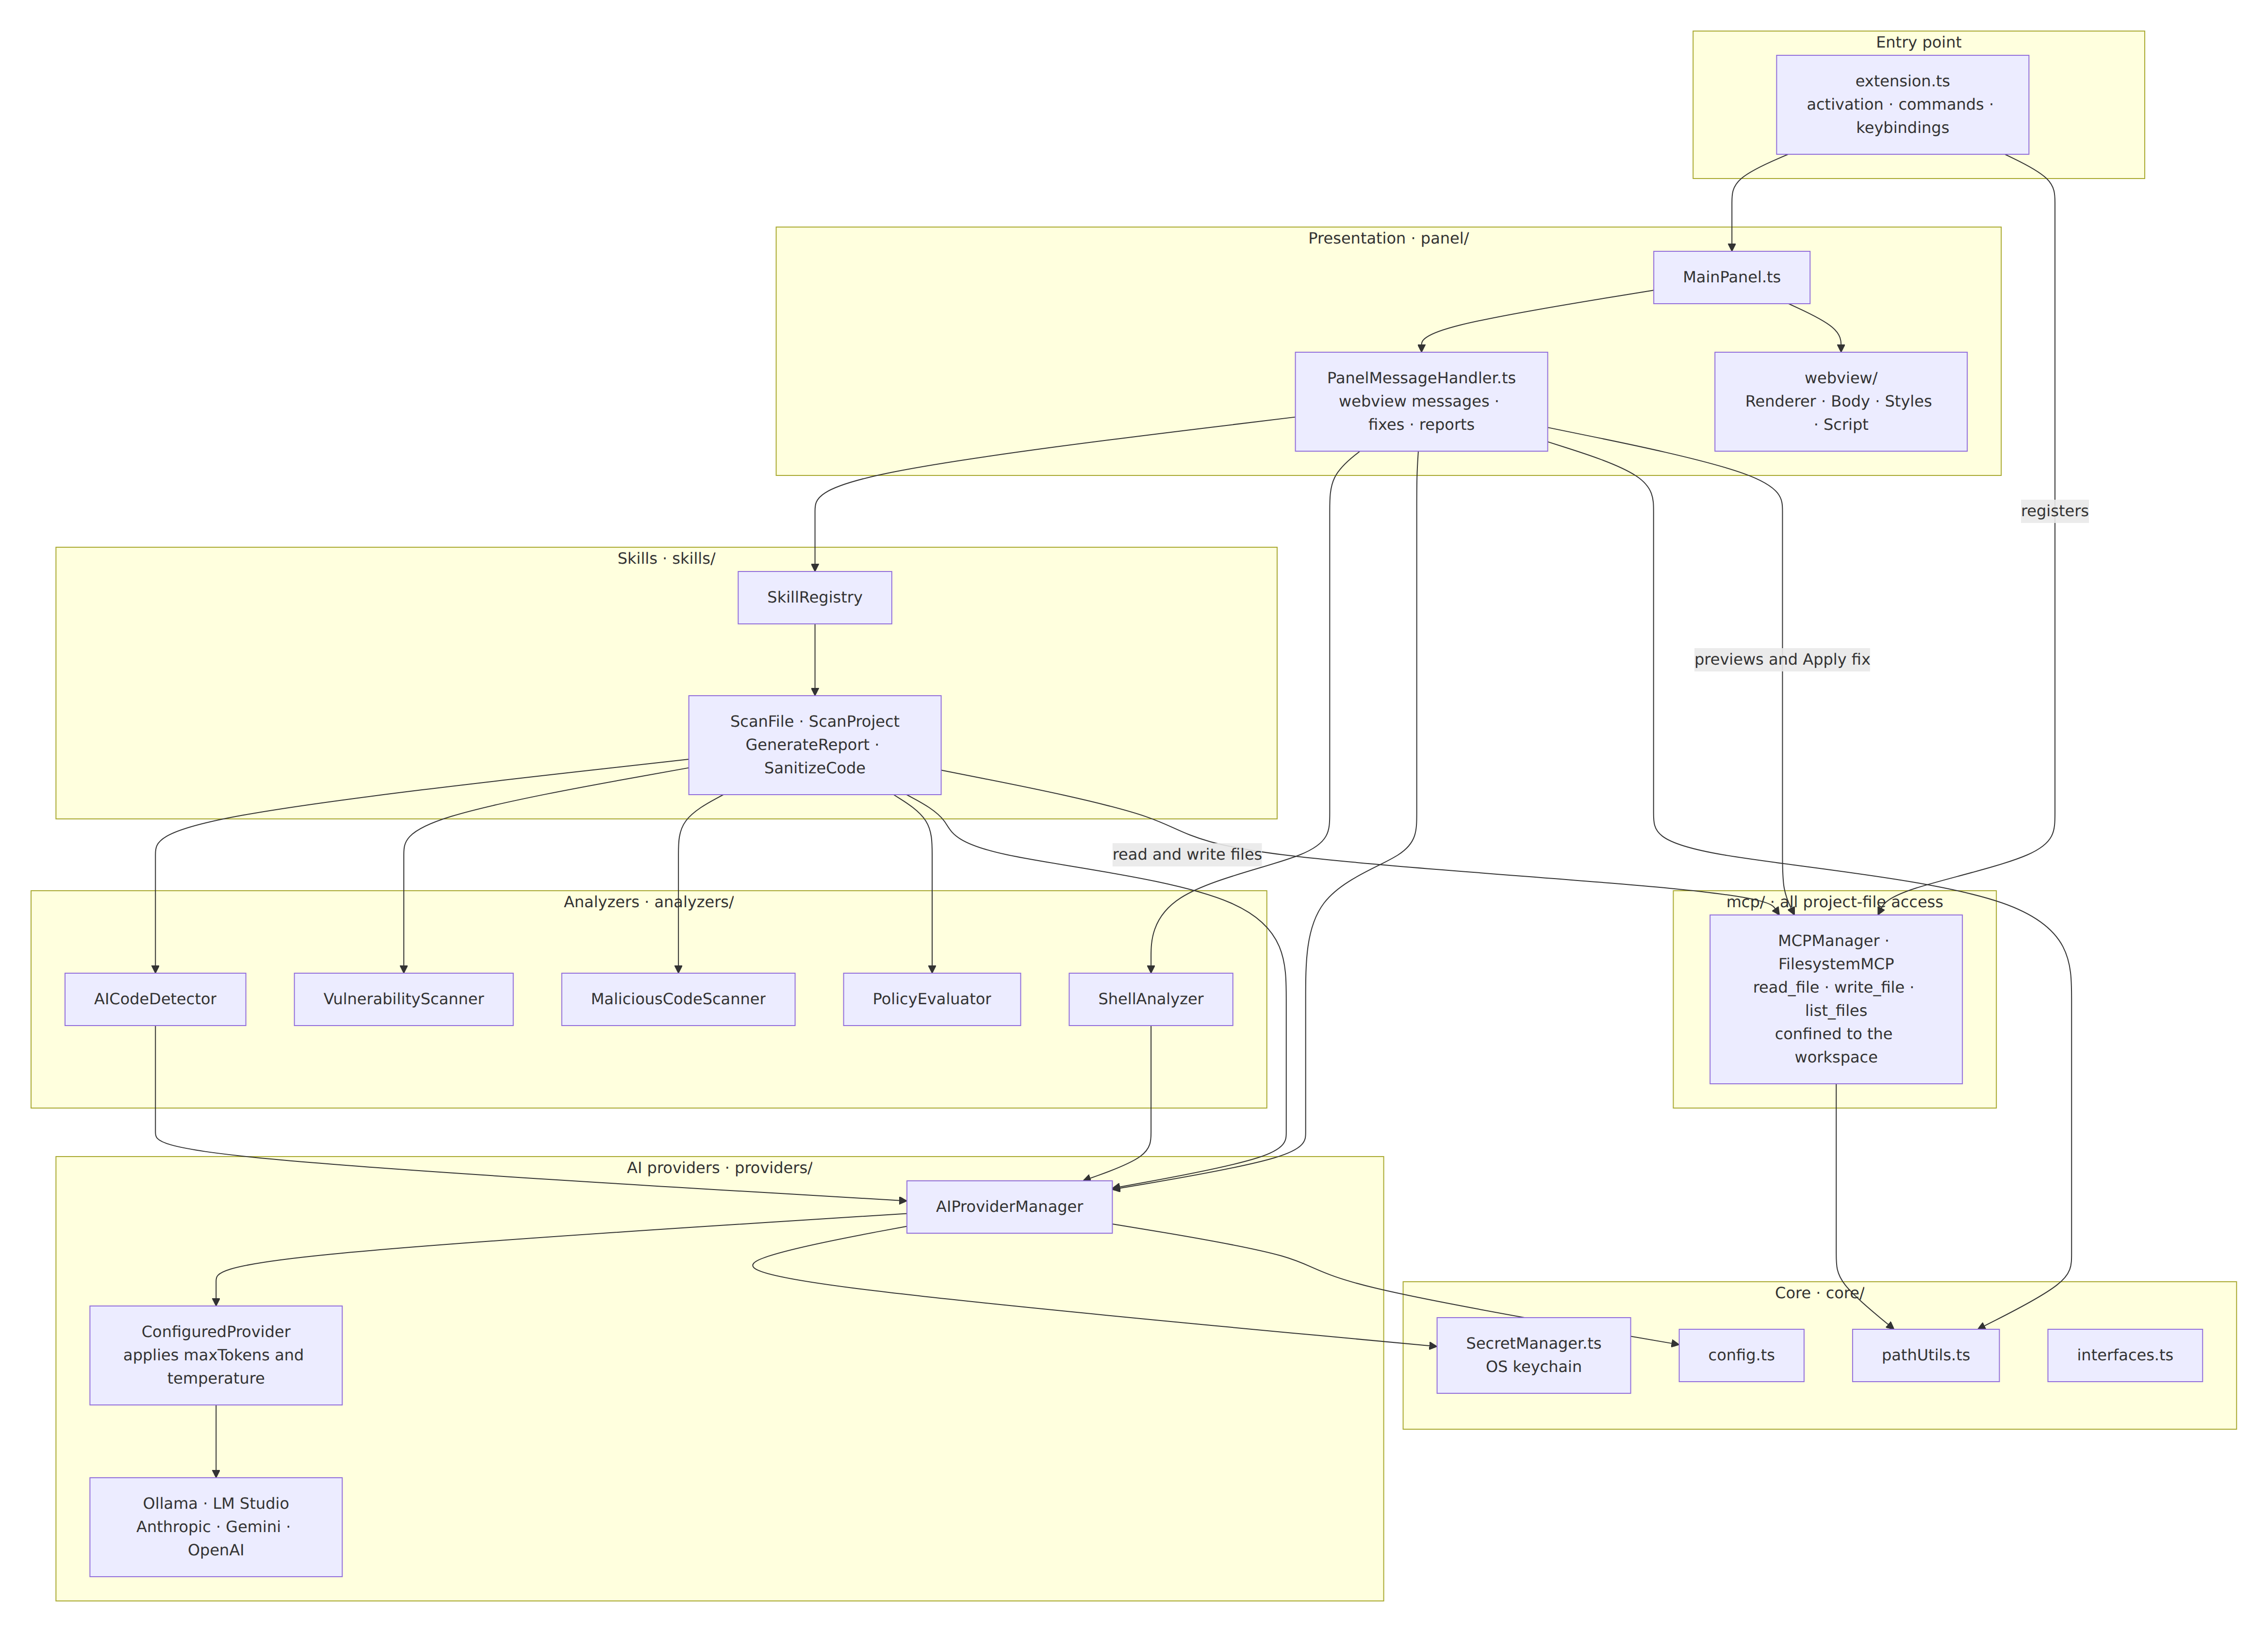 Entry point
extension.ts
activation · commands ·
keybindings
Presentation · panel/
MainPanel.ts
PanelMessageHandler.ts
webview messages ·
fixes · reports
webview/
Renderer · Body · Styles
· Script
registers
Skills · skills/
SkillRegistry
previews and Apply fix
ScanFile · ScanProject
GenerateReport ·
SanitizeCode
read and write files
Analyzers · analyzers/
AICodeDetector
VulnerabilityScanner
MaliciousCodeScanner
PolicyEvaluator
ShellAnalyzer
mcp/ · all project-file access
MCPManager ·
FilesystemMCP
read_file · write_file ·
list_files
confined to the
workspace
AI providers · providers/
AIProviderManager
ConfiguredProvider
applies maxTokens and
temperature
Ollama · LM Studio
Anthropic · Gemini ·
OpenAI
Core · core/
SecretManager.ts
OS keychain
config.ts
pathUtils.ts
interfaces.ts